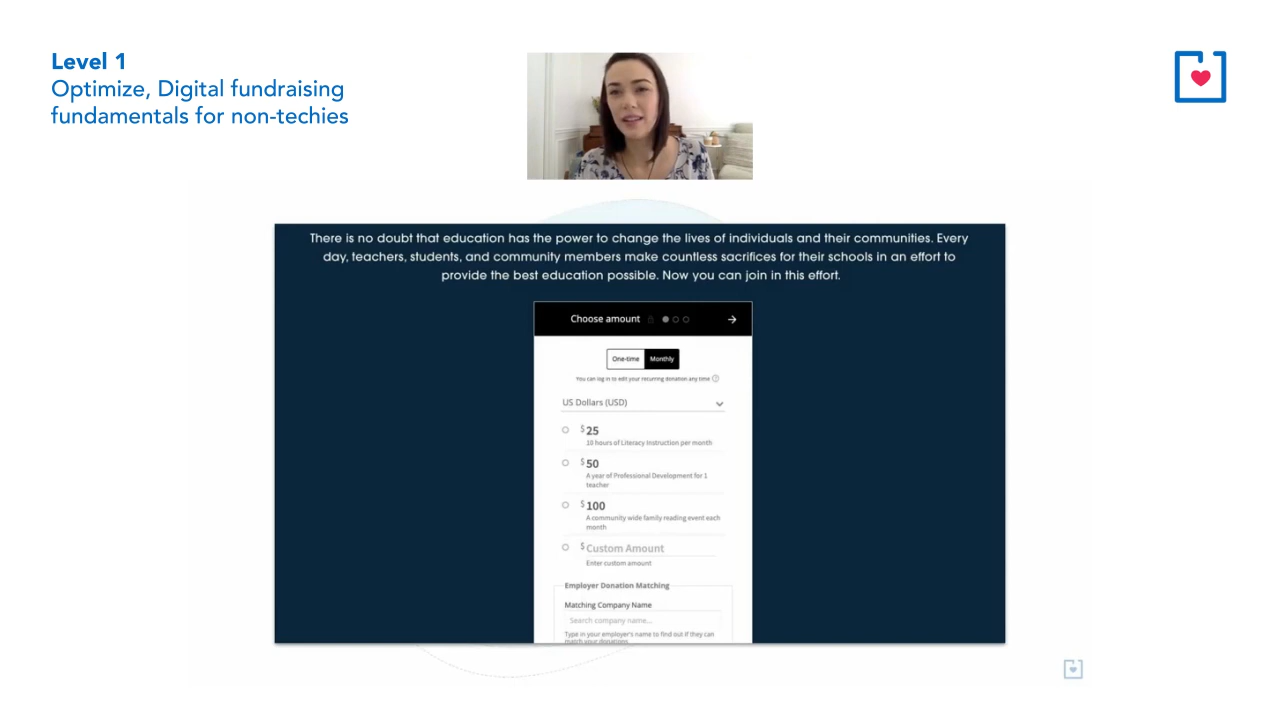 Level 1
Optimize, Digital fundraising
fundamentals for non-techies
There is no doubt that education has the power to change the lives of individuals and their communities. Every
day, teachers, students, and community members make countless sacrifices for their schools in an effort to
provide the best education possible. Now you can join in this effort.
Choose amount
One-time Monthly
You can log in to edit your recurring donation any time ?
US Dollars (USD)
$25
10 hours of Literacy Instruction per month
$50
A year of Professional Development for 1
teacher
$100
A community wide family reading event each
month
$ Custom Amount
Enter custom amount
Employer Donation Matching
Matching Company Name
Search company name...
Type in your employer's name to find out if they can
match your donations